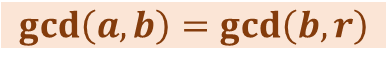 gcd(a, b) = gcd(b, r)